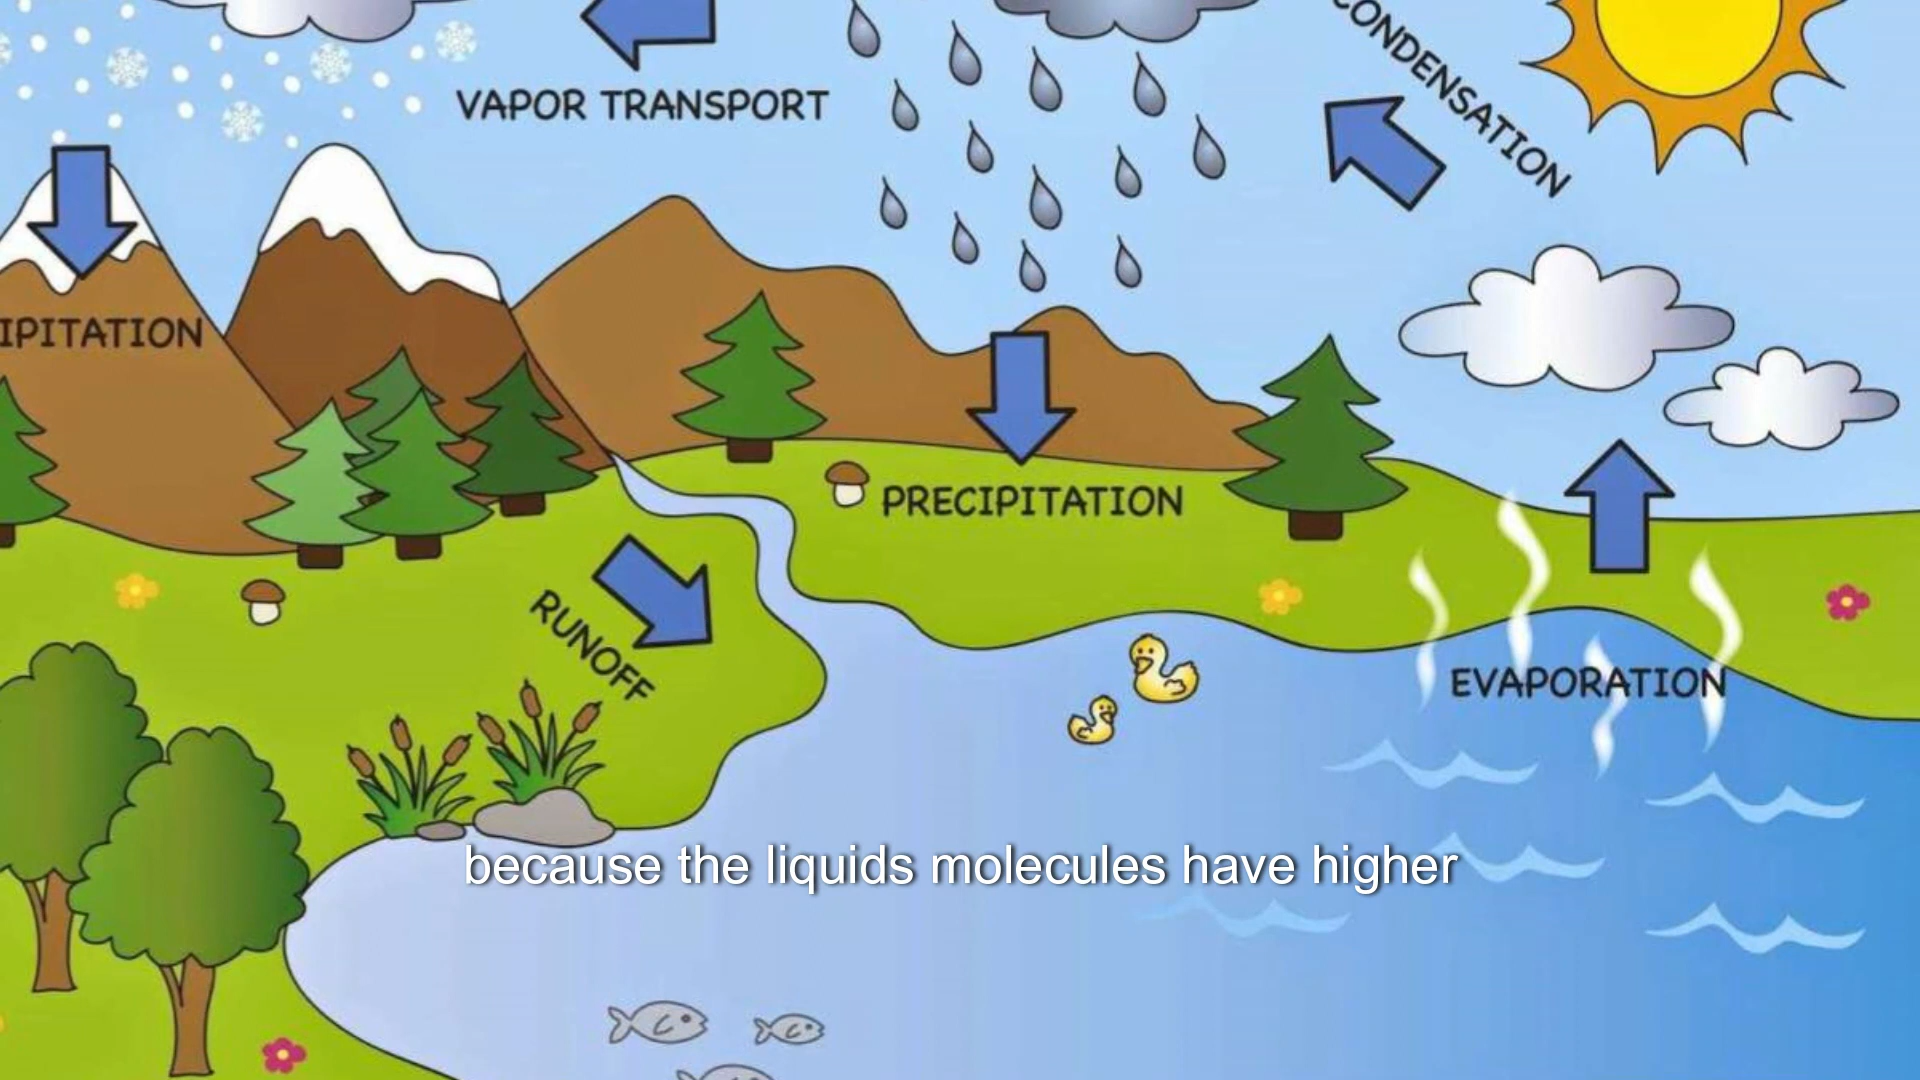 CONDENSATION
VAPOR TRANSPORT
IPITATION
PRECIPITATION
RUNOFF
EVAPORATION
because the liquids molecules have higher